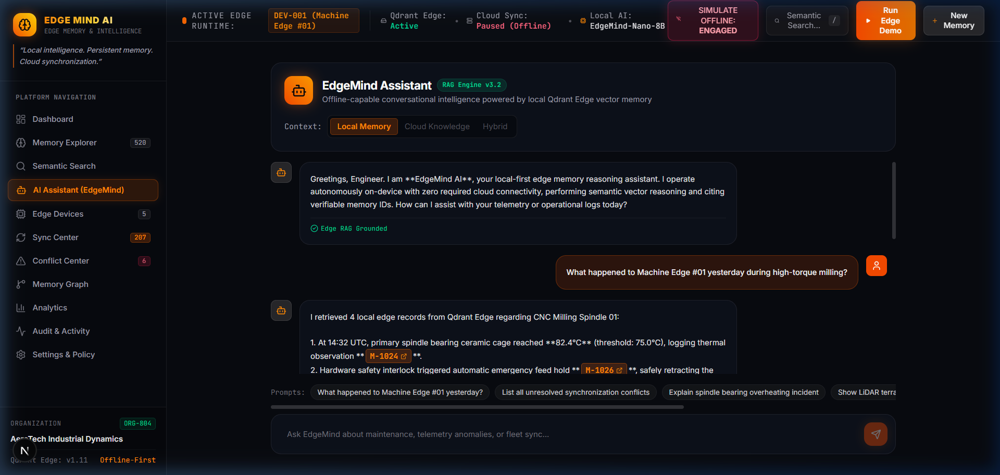 EDGE MIND AI
EDGE MEMORY & INTELLIGENCE
“Local intelligence. Persistent memory.
Cloud synchronization.”
PLATFORM NAVIGATION
Dashboard
Memory Explorer 520
Semantic Search
AI Assistant (EdgeMind)
Edge Devices 5
Sync Center 207
Conflict Center 6
Memory Graph
Analytics
Audit & Activity
Settings & Policy
ORGANIZATION ORG-804
AeroTech Industrial Dynamics
N
Edge: v1.11 Offline-First
ACTIVE EDGE
RUNTIME:
DEV-001 (Machine
Edge #01)
Qdrant Edge:
Active
Cloud Sync:
Paused (Offline)
Local AI:
EdgeMind-Nano-8B
SIMULATE
OFFLINE:
ENGAGED
Semantic
Search... /
Run
Edge
Demo
+ New
Memory
EdgeMind Assistant RAG Engine v3.2
Offline-capable conversational intelligence powered by local Qdrant Edge vector memory
Context: Local Memory Cloud Knowledge Hybrid
Greetings, Engineer. I am **EdgeMind AI**, your local-first edge memory reasoning assistant. I operate
autonomously on-device with zero required cloud connectivity, performing semantic vector reasoning and citing
verifiable memory IDs. How can I assist with your telemetry or operational logs today?
Edge RAG Grounded
What happened to Machine Edge #01 yesterday during high-torque milling?
I retrieved 4 local edge records from Qdrant Edge regarding CNC Milling Spindle 01:
1. At 14:32 UTC, primary spindle bearing ceramic cage reached **82.4°C** (threshold: 75.0°C), logging thermal
observation ** M-1024 **.
2. Hardware safety interlock triggered automatic emergency feed hold ** M-1026 **, safely retracting the
Prompts: What happened to Machine Edge #01 yesterday? List all unresolved synchronization conflicts Explain spindle bearing overheating incident Show LiDAR terra
Ask EdgeMind about maintenance, telemetry anomalies, or fleet sync...